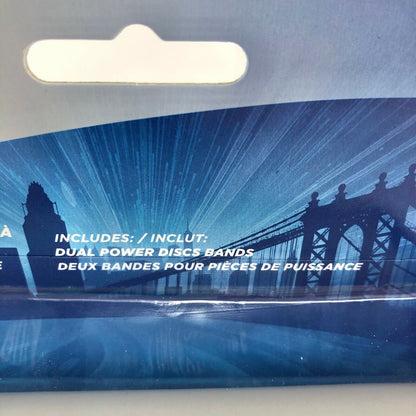 À
INCLUDES: / INCLUT:
DUAL POWER DISCS BANDS
E
DEUX BANDES POUR PIÈCES DE PUISSANCE